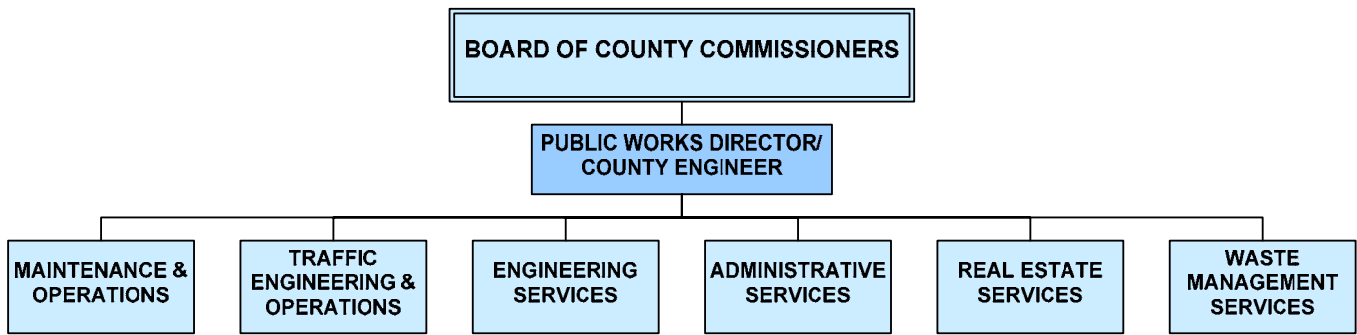 BOARD OF COUNTY COMMISSIONERS
PUBLIC WORKS DIRECTOR/
COUNTY ENGINEER
MAINTENANCE &
OPERATIONS
TRAFFIC
ENGINEERING &
OPERATIONS
ENGINEERING
SERVICES
ADMINISTRATIVE
SERVICES
REAL ESTATE
SERVICES
WASTE
MANAGEMENT
SERVICES